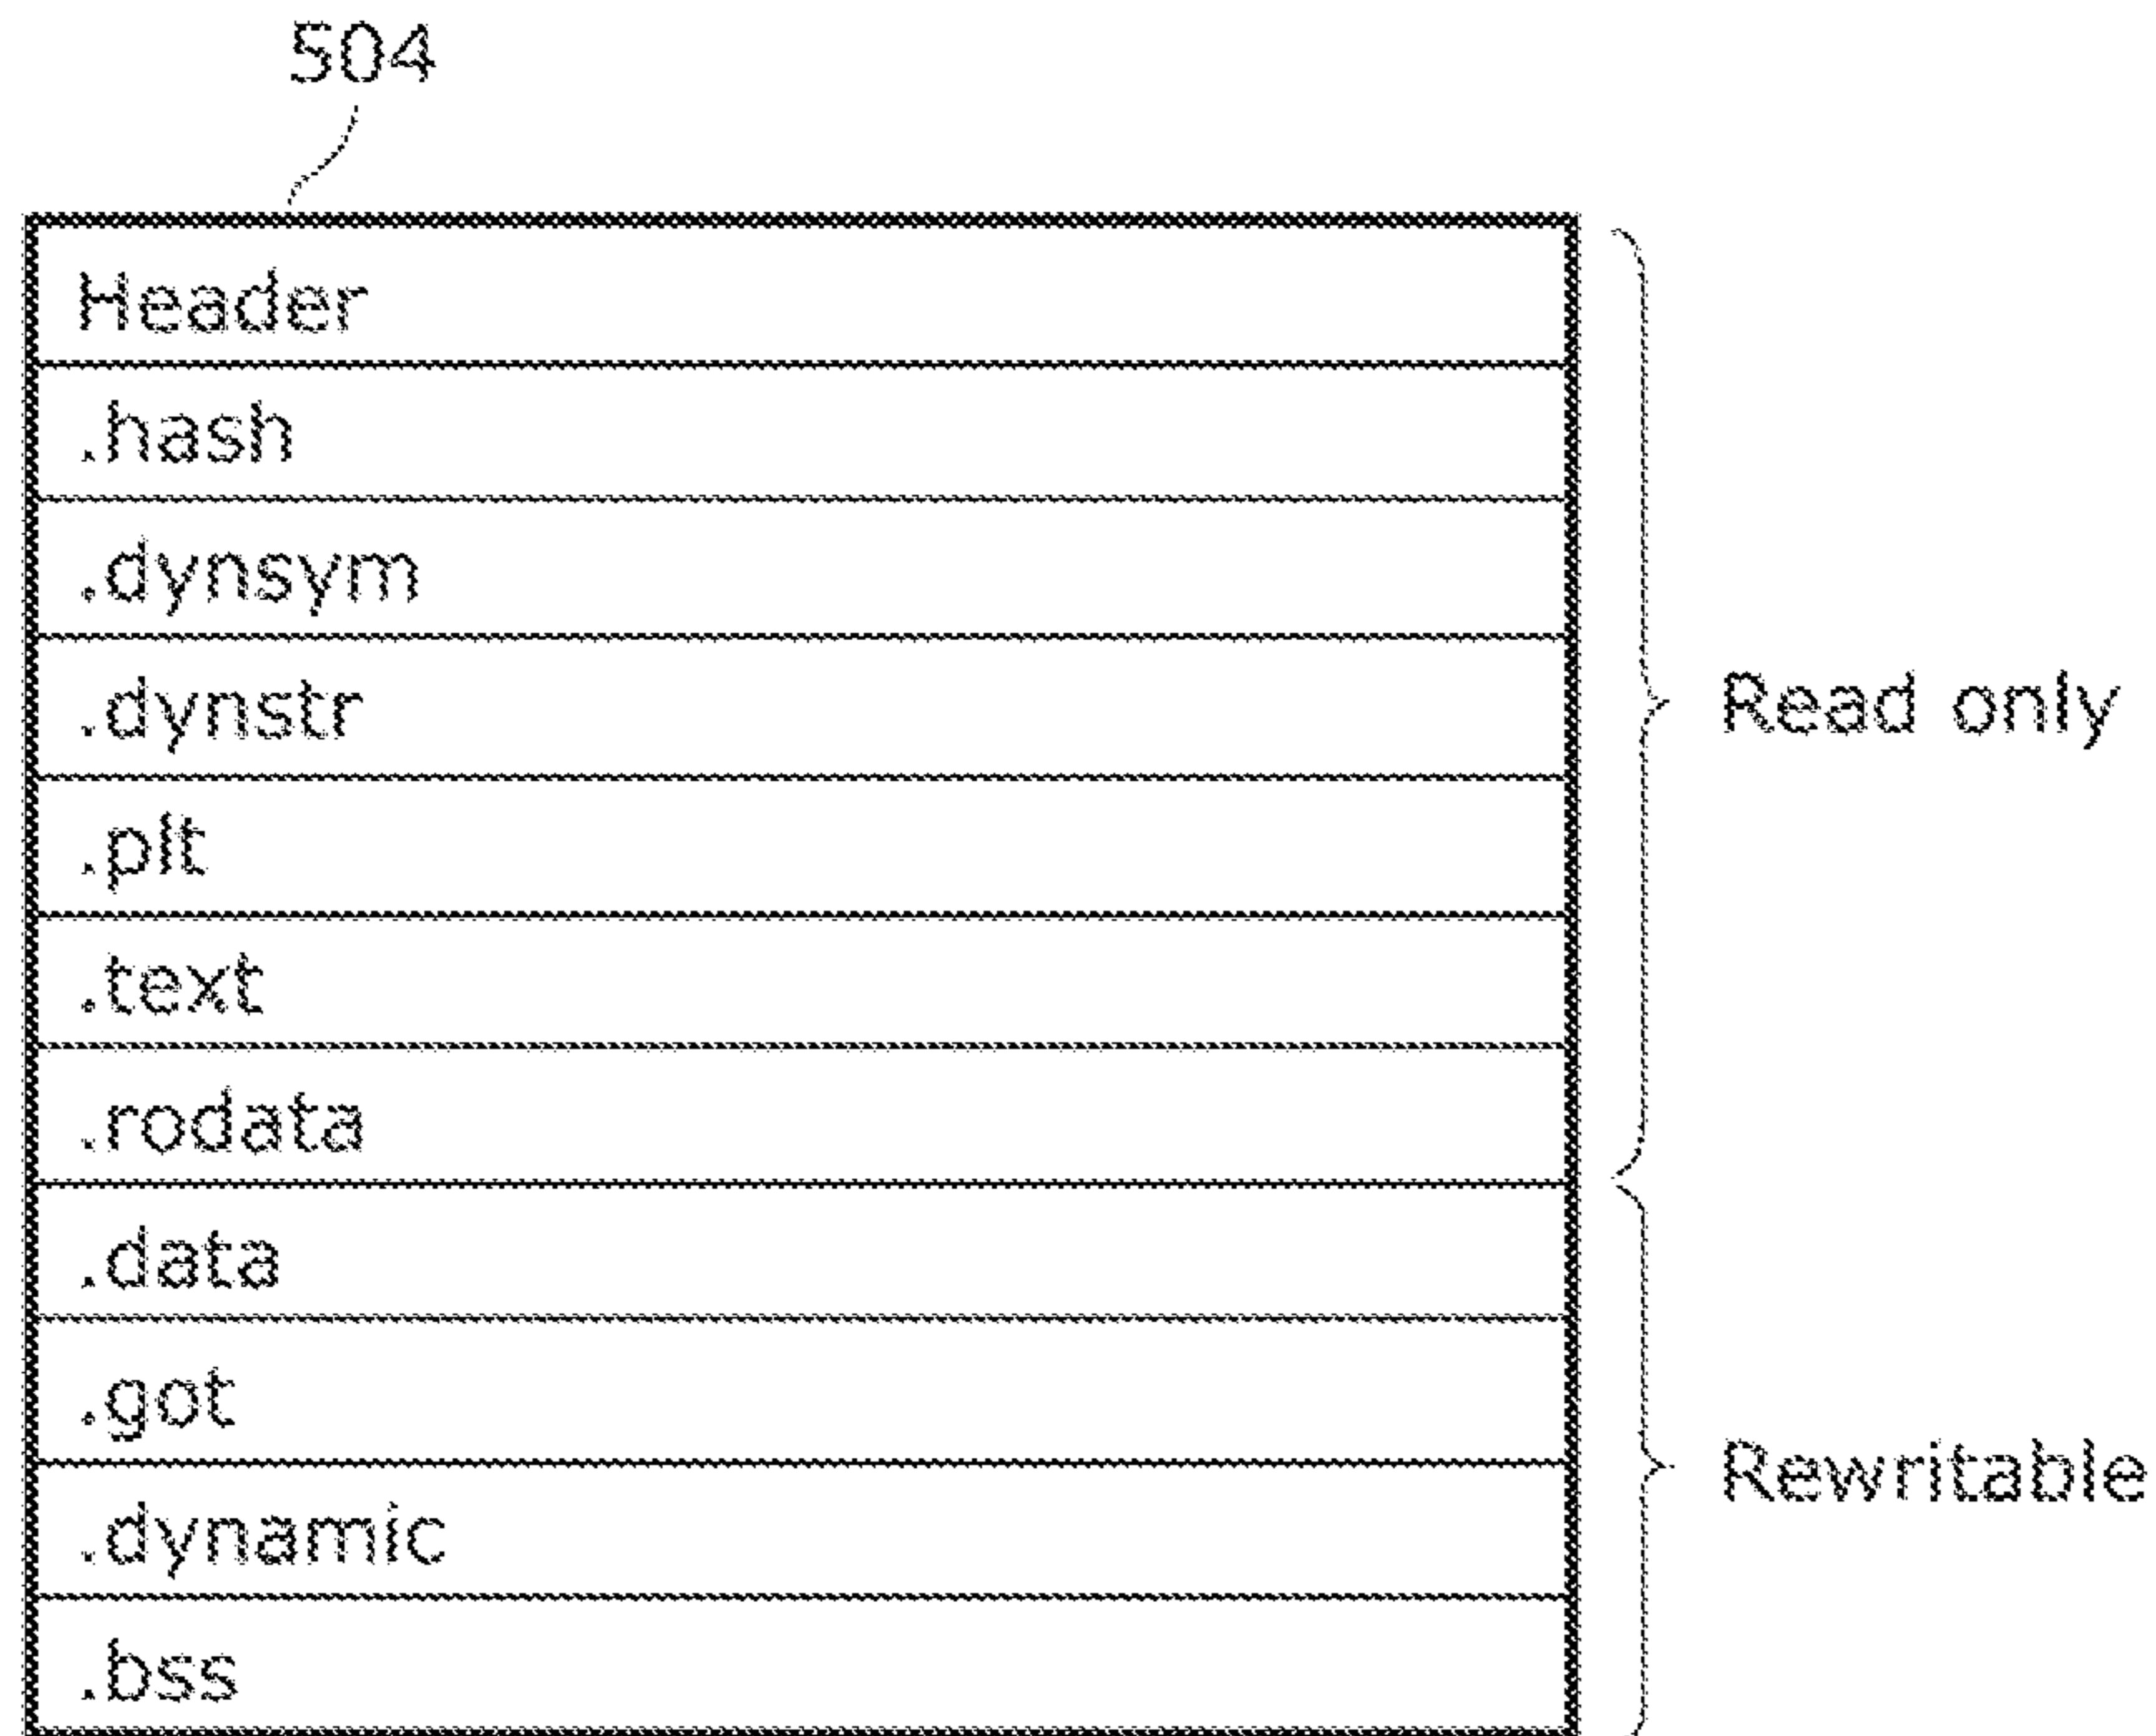 504
Header
.hash
.dynsym
.dynstr
Read only
.plt
.text
.rodata
.data
.got
Rewritable
.dynamic
.bss